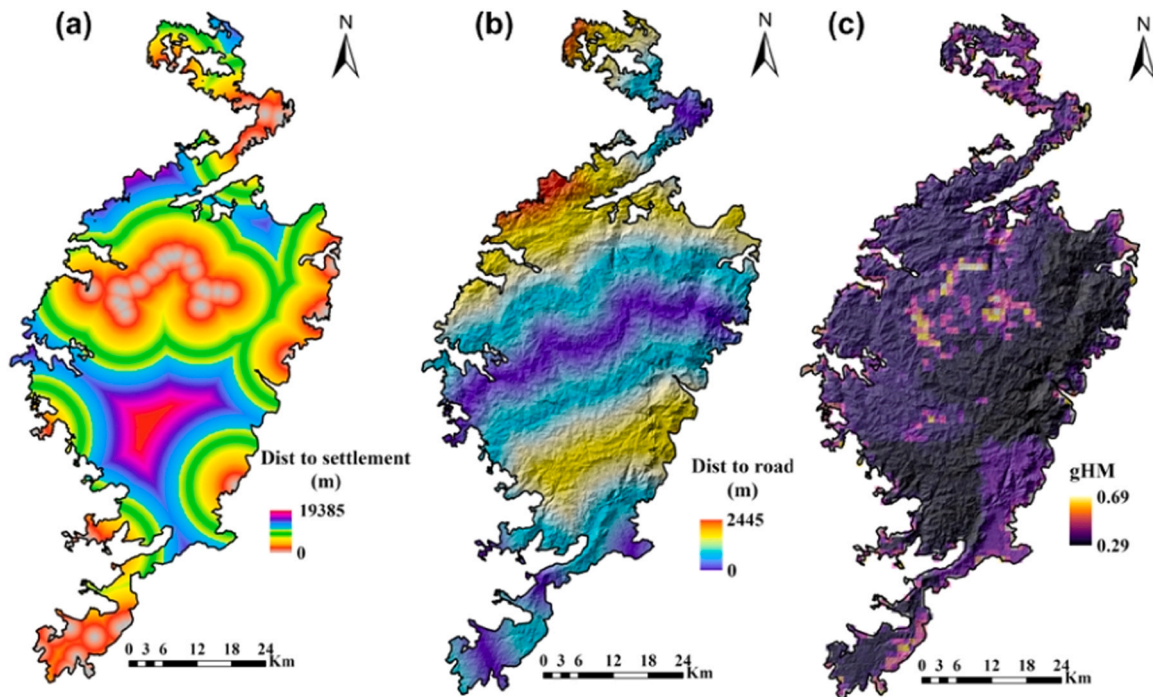 (a)
N
Dist to settlement
(m)
19385
0
0 3 6 12 18 24
Km
(b)
N
Dist to road
(m)
2445
0
0 3 6 12 18 24
Km
(c)
N
gHM
0.69
0.29
0 3 6 12 18 24
Km